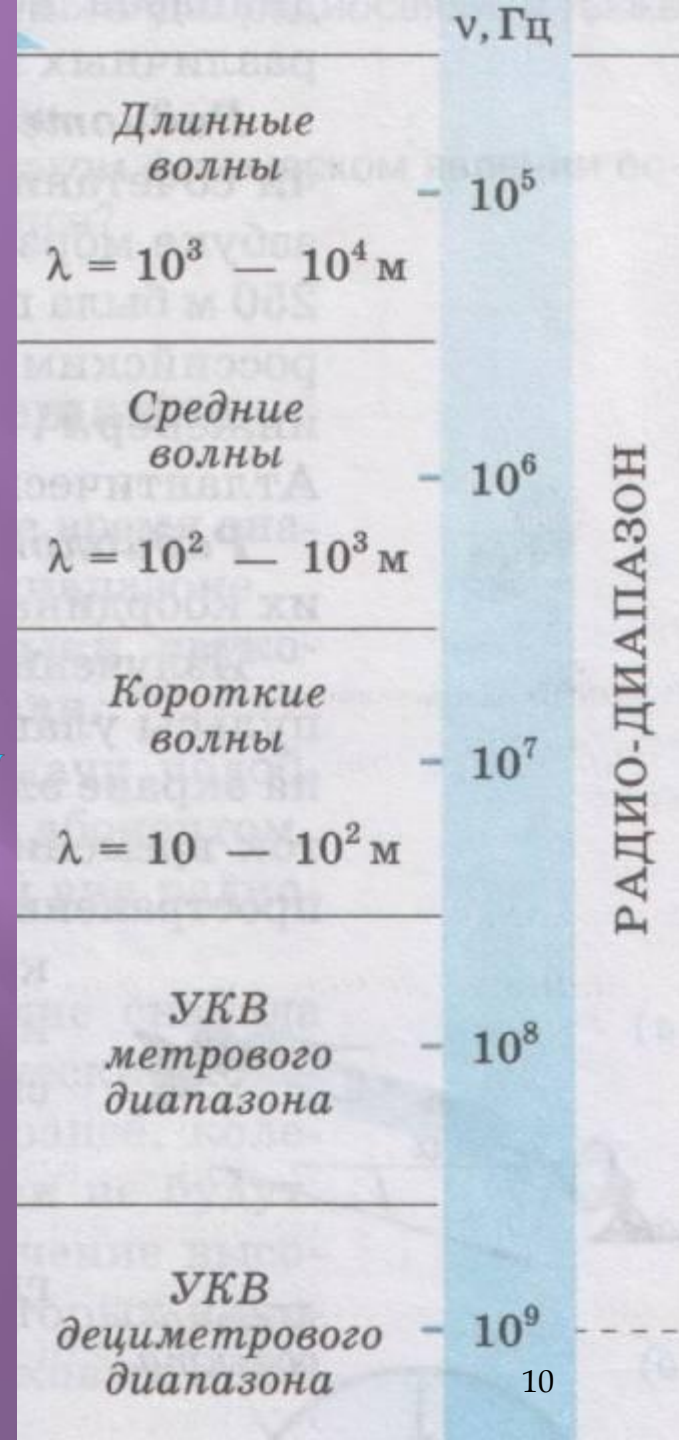 ν, Гц
Длинные
волны
10⁵
λ = 10³ — 10⁴ м
Средние
волны
10⁶
λ = 10² — 10³ м
Короткие
волны
10⁷
λ = 10 — 10² м
РАДИО-ДИАПАЗОН
УКВ
метрового
диапазона
10⁸
УКВ
дециметрового
диапазона
10⁹
10